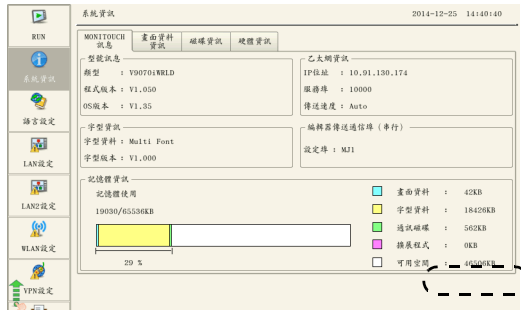 系統資訊
2014-12-25 14:40:40
RUN
系統資訊
語言設定
LAN設定
LAN2設定
WLAN設定
VPN設定
MONITOUCH
訊息
畫面資料
資訊
磁碟資訊
硬體資訊
型號訊息
類型 : V9070iWRLD
程式版本 : V1.050
OS版本 : V1.35
乙太網資訊
IP位址 : 10.91.130.174
服務埠 : 10000
傳送速度 : Auto
字型資訊
字型資料 : Multi Font
字型版本 : V1.000
編輯器傳送通信埠 (串行)
設定埠 : MJ1
記憶體資訊
記憶體使用
19030/65536KB
29 %
畫面資料 : 42KB
字型資料 : 18426KB
通訊磁碟 : 562KB
擴展程式 : 0KB
可用空間 : 46506KB